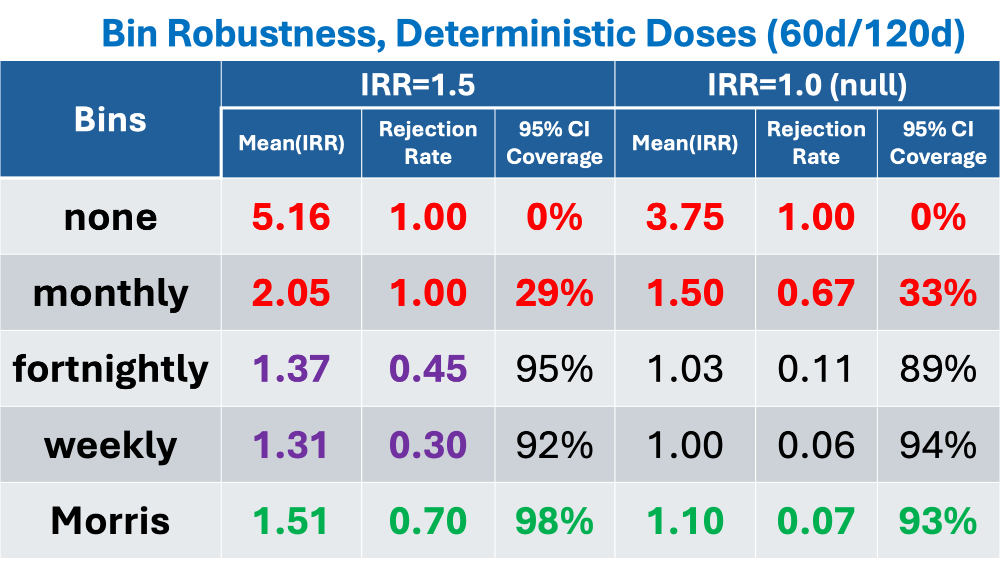 Bin Robustness, Deterministic Doses (60d/120d)
Bins
IRR=1.5
IRR=1.0 (null)
Mean(IRR)
Rejection
Rate
95% CI
Coverage
Mean(IRR)
Rejection
Rate
95% CI
Coverage
none 5.16 1.00 0% 3.75 1.00 0%
monthly 2.05 1.00 29% 1.50 0.67 33%
fortnightly 1.37 0.45 95% 1.03 0.11 89%
weekly 1.31 0.30 92% 1.00 0.06 94%
Morris 1.51 0.70 98% 1.10 0.07 93%